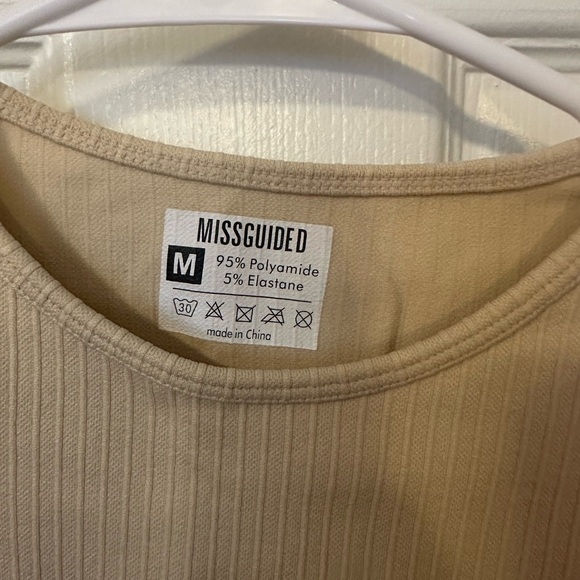 MISSGUIDED
M
95% Polyamide
5% Elastane
30
made in China